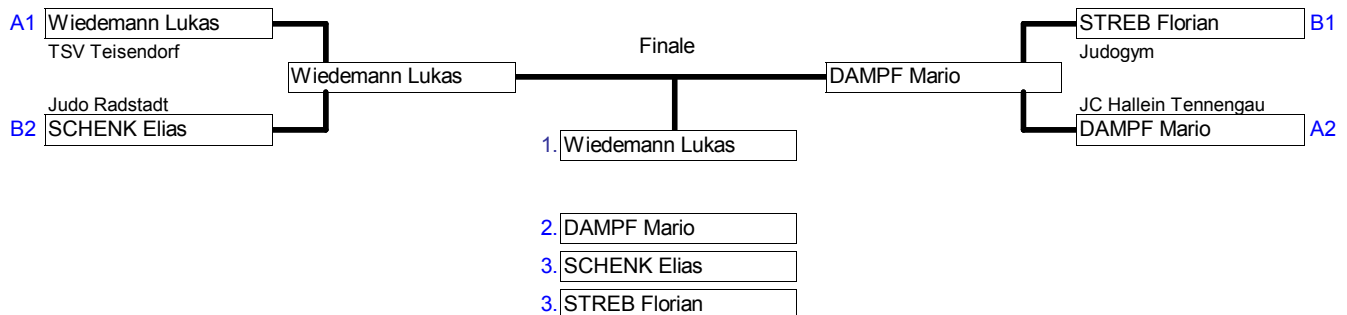 A1 Wiedemann Lukas
TSV Teisendorf
Judo Radstadt
B2 SCHENK Elias
Wiedemann Lukas
Finale
DAMPF Mario
STREB Florian B1
Judogym
JC Hallein Tennengau
DAMPF Mario A2
1. Wiedemann Lukas
2. DAMPF Mario
3. SCHENK Elias
3. STREB Florian